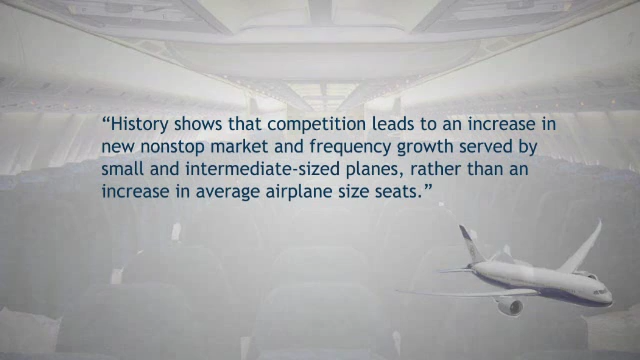 “History shows that competition leads to an increase in
new nonstop market and frequency growth served by
small and intermediate-sized planes, rather than an
increase in average airplane size seats.”